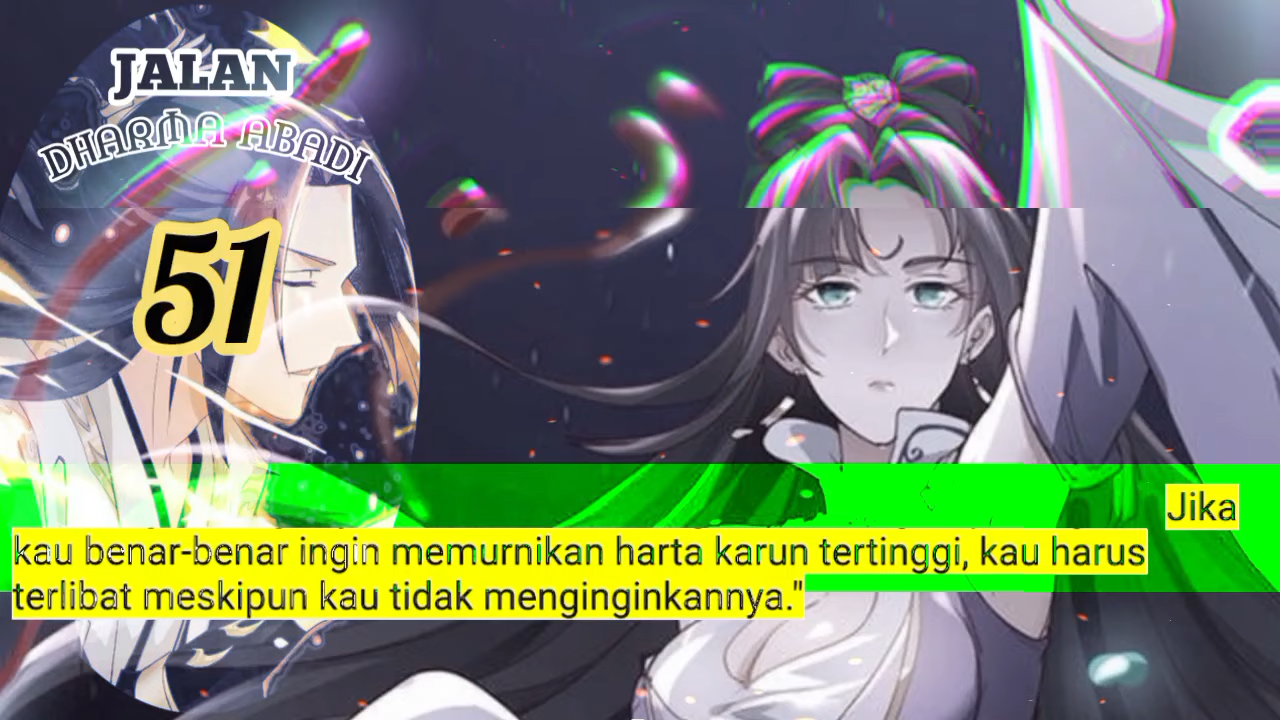 JALAN
DHARMA ABADI
51
Jika
kau benar-benar ingin memurnikan harta karun tertinggi, kau harus
terlibat meskipun kau tidak menginginkannya."